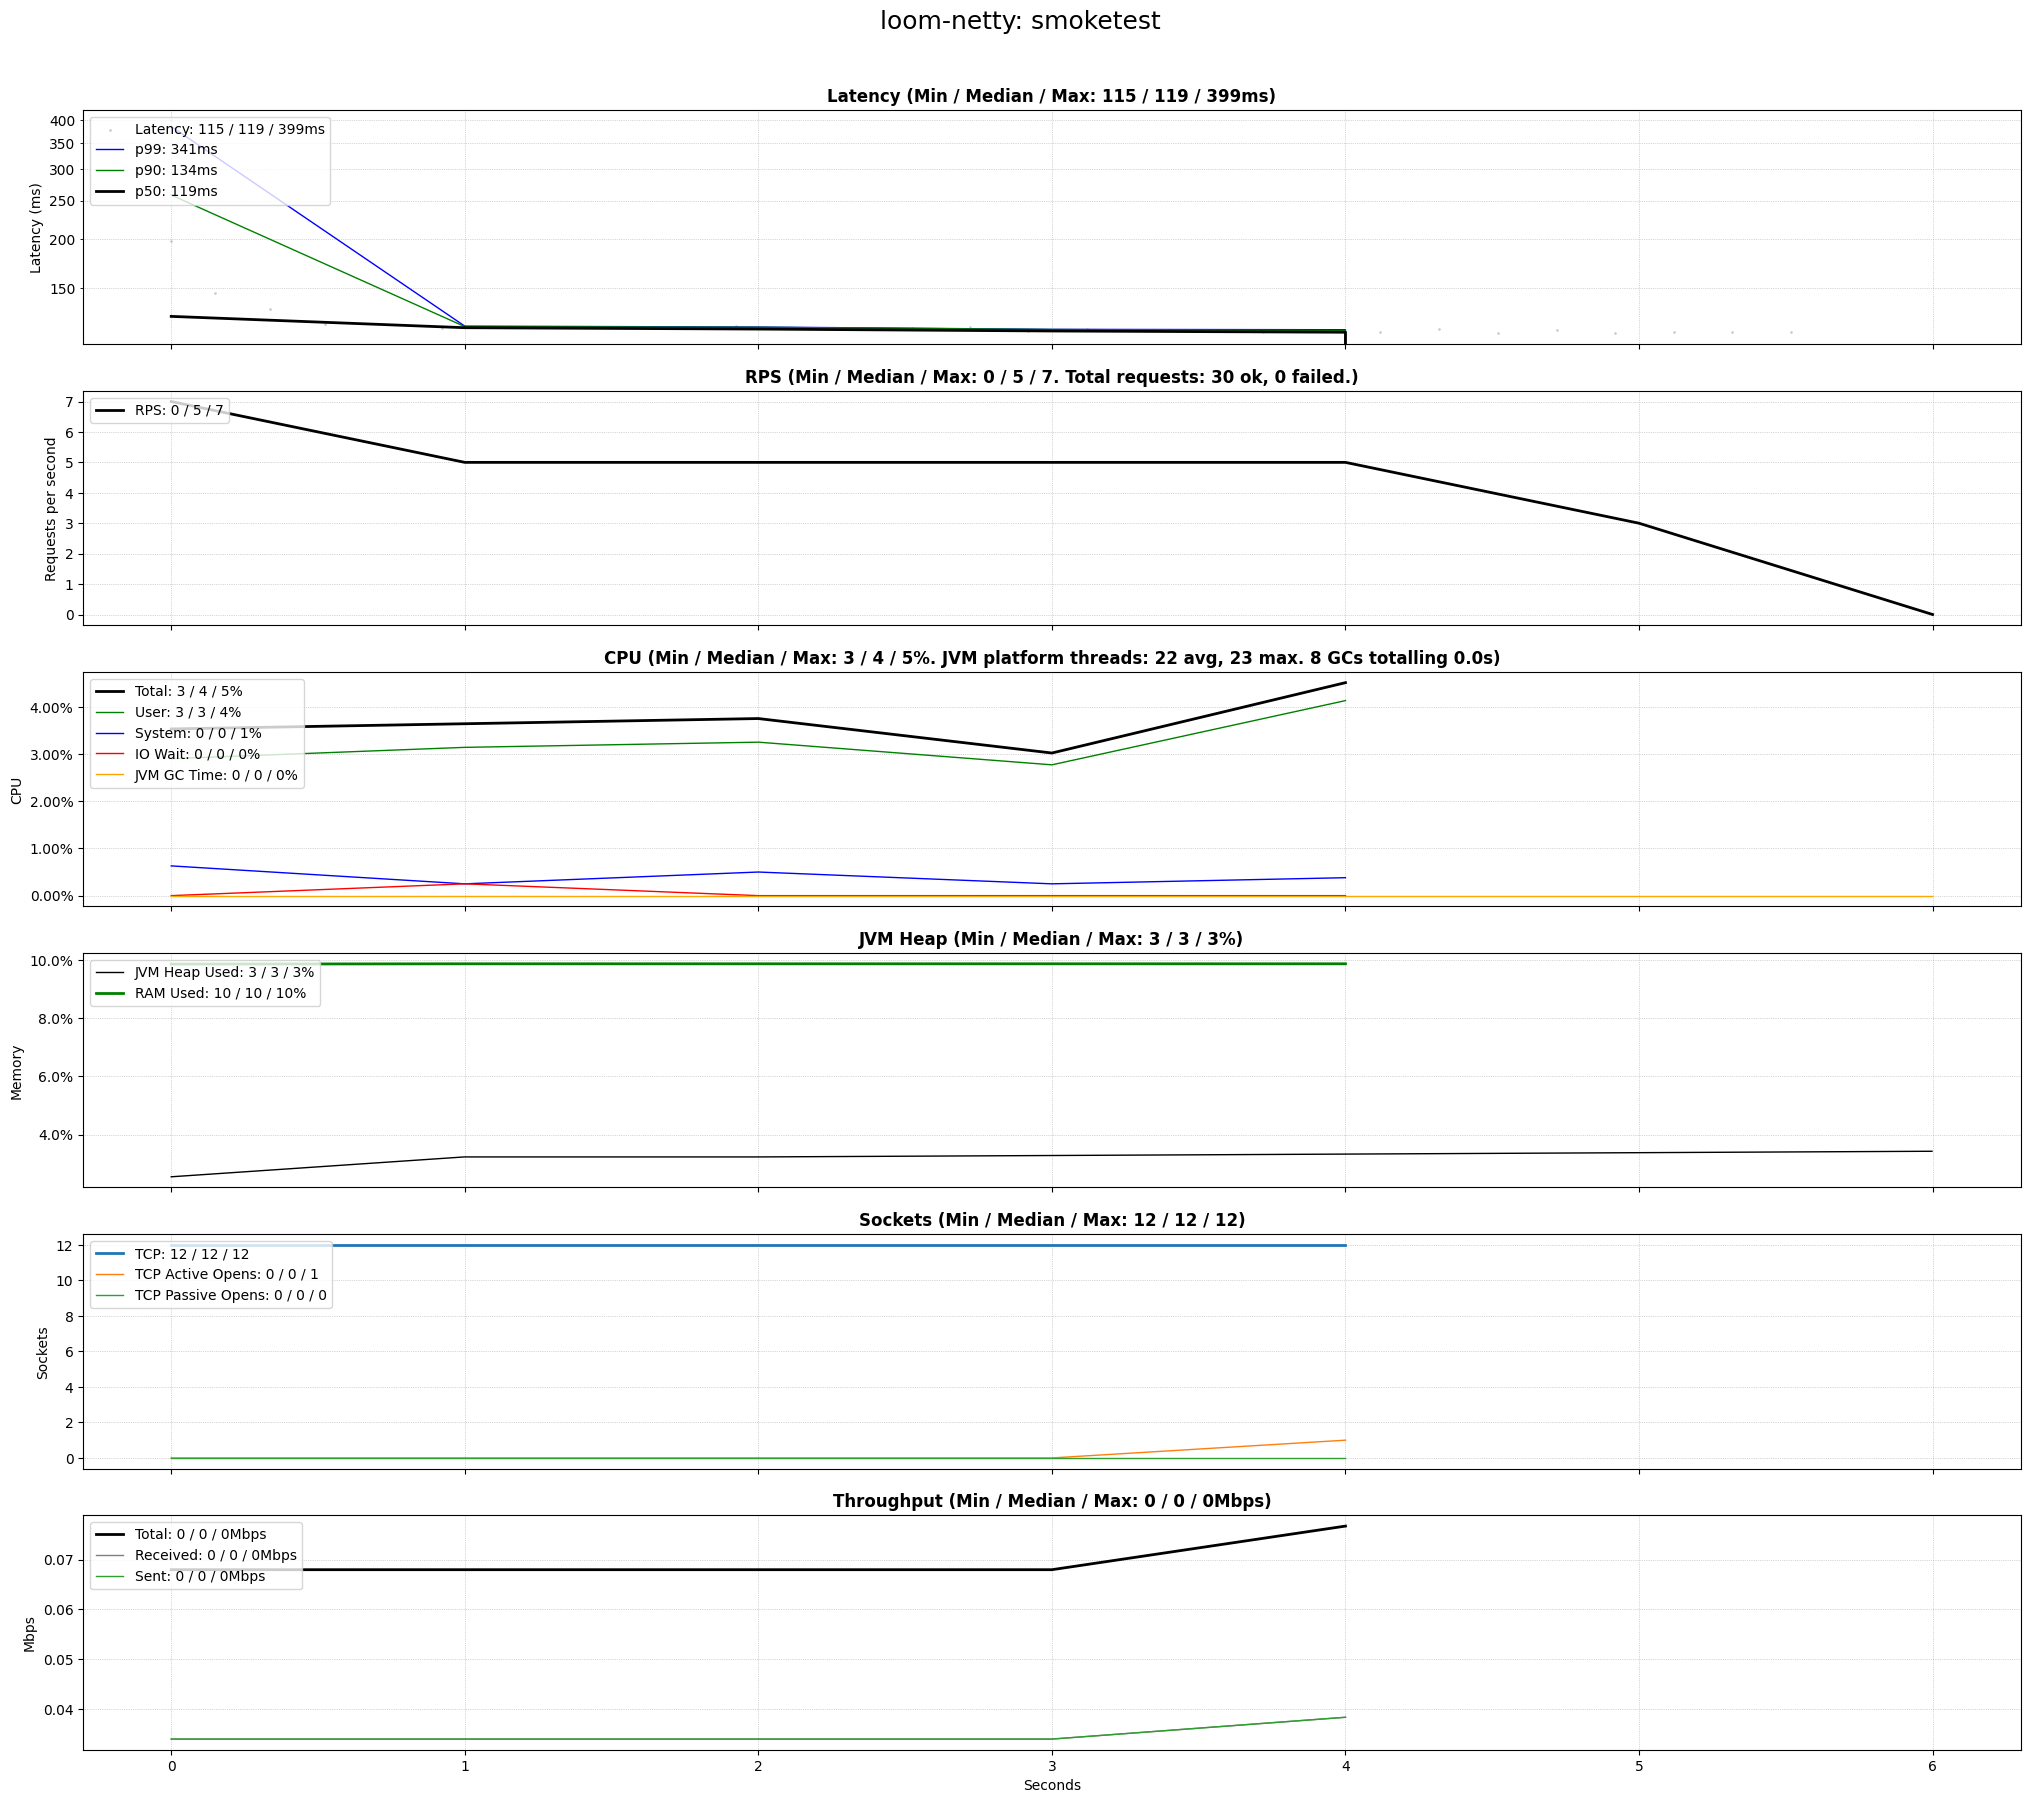 loom-netty: smoketest
Latency (Min / Median / Max: 115 / 119 / 399ms)
Latency (ms)
400
350
300
250
200
150
Latency: 115 / 119 / 399ms
p99: 341ms
p90: 134ms
p50: 119ms
RPS (Min / Median / Max: 0 / 5 / 7. Total requests: 30 ok, 0 failed.)
Requests per second
7
6
5
4
3
2
1
0
RPS: 0 / 5 / 7
CPU (Min / Median / Max: 3 / 4 / 5%. JVM platform threads: 22 avg, 23 max. 8 GCs totalling 0.0s)
CPU
4.00%
3.00%
2.00%
1.00%
0.00%
Total: 3 / 4 / 5%
User: 3 / 3 / 4%
System: 0 / 0 / 1%
IO Wait: 0 / 0 / 0%
JVM GC Time: 0 / 0 / 0%
JVM Heap (Min / Median / Max: 3 / 3 / 3%)
Memory
10.0%
8.0%
6.0%
4.0%
JVM Heap Used: 3 / 3 / 3%
RAM Used: 10 / 10 / 10%
Sockets (Min / Median / Max: 12 / 12 / 12)
Sockets
12
10
8
6
4
2
0
TCP: 12 / 12 / 12
TCP Active Opens: 0 / 0 / 1
TCP Passive Opens: 0 / 0 / 0
Throughput (Min / Median / Max: 0 / 0 / 0Mbps)
Mbps
0.07
0.06
0.05
0.04
Total: 0 / 0 / 0Mbps
Received: 0 / 0 / 0Mbps
Sent: 0 / 0 / 0Mbps
0 1 2 3 4 5 6
Seconds